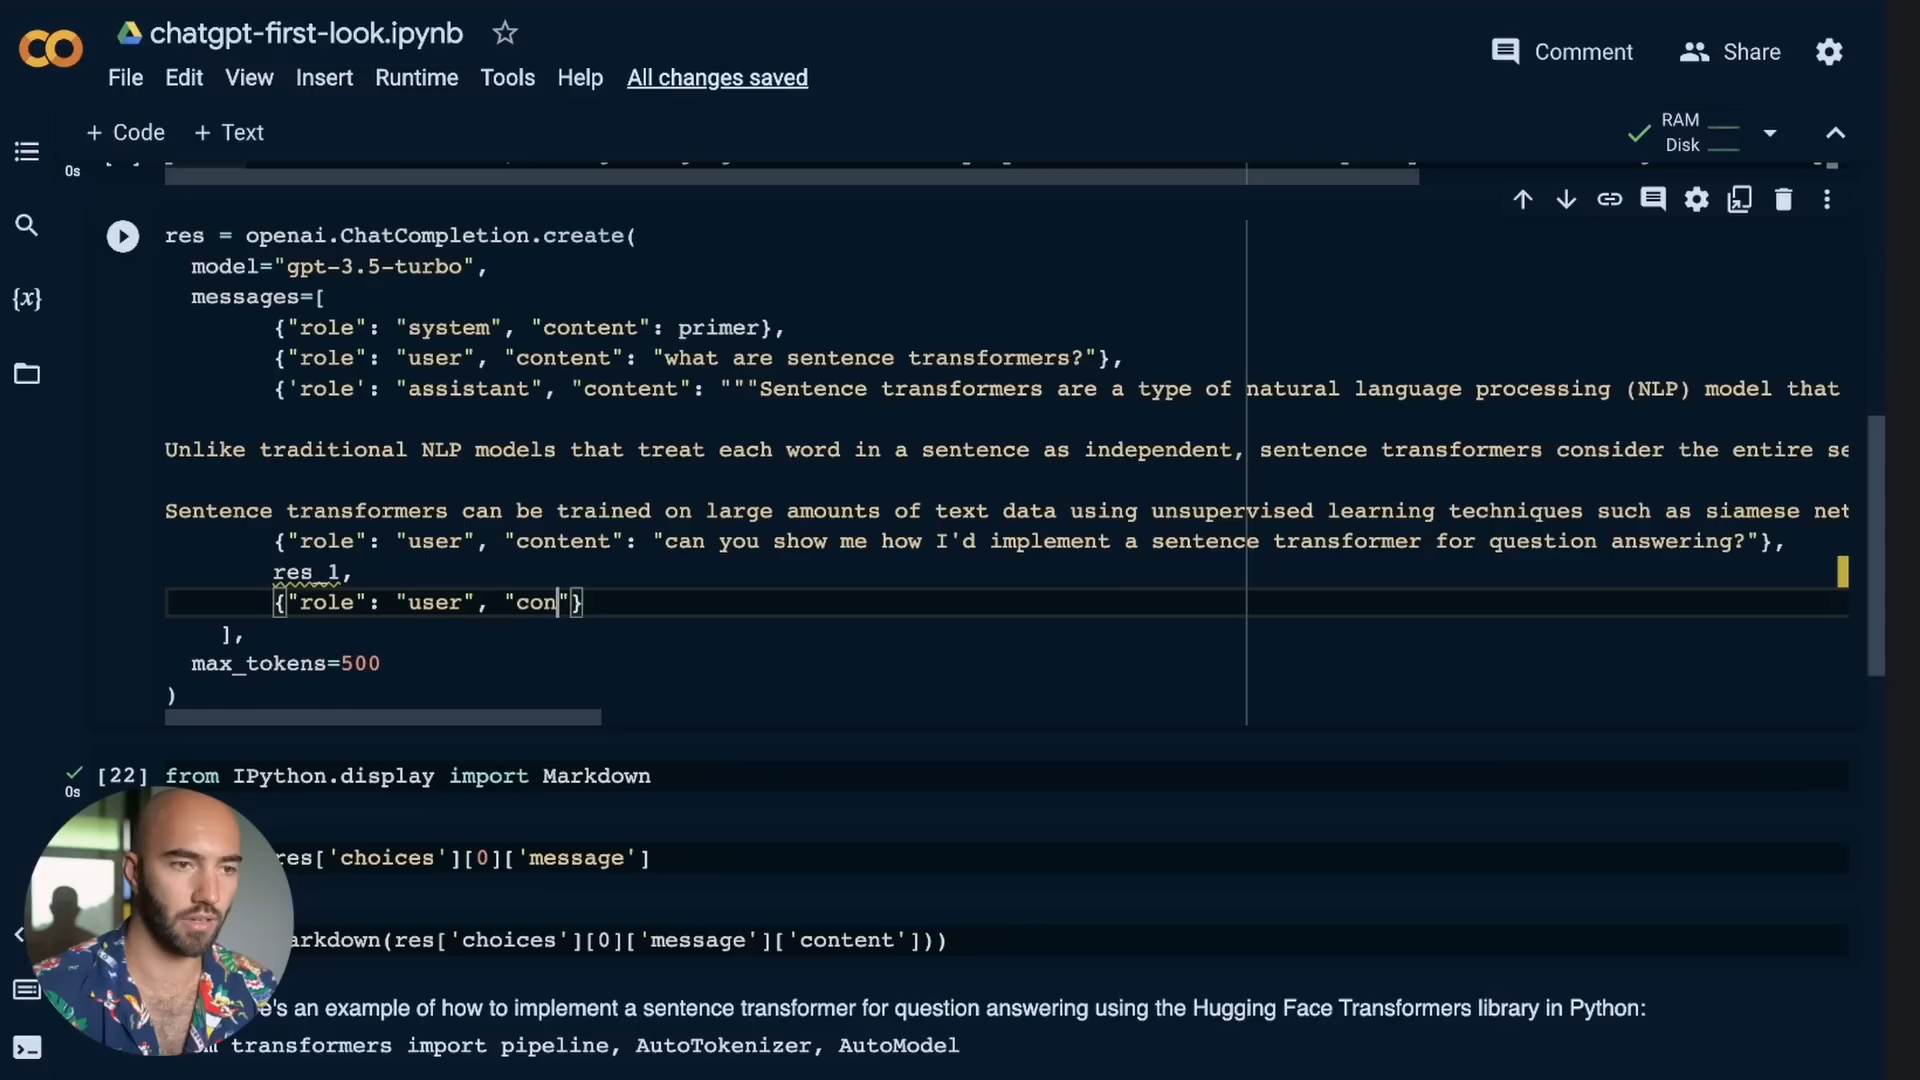 chatgpt-first-look.ipynb
Comment
Share
File Edit View Insert Runtime Tools Help All changes saved
+ Code + Text
RAM
Disk
0s
res = openai.ChatCompletion.create(
model="gpt-3.5-turbo",
messages=[
{"role": "system", "content": primer},
{"role": "user", "content": "what are sentence transformers?"},
{'role': "assistant", "content": """Sentence transformers are a type of natural language processing (NLP) model that
Unlike traditional NLP models that treat each word in a sentence as independent, sentence transformers consider the entire se
Sentence transformers can be trained on large amounts of text data using unsupervised learning techniques such as siamese net
{"role": "user", "content": "can you show me how I'd implement a sentence transformer for question answering?"},
res_1,
{"role": "user", "con"}
],
max_tokens=500
)
[22] from IPython.display import Markdown
0s
res['choices'][0]['message']
arkdown(res['choices'][0]['message']['content']))
e's an example of how to implement a sentence transformer for question answering using the Hugging Face Transformers library in Python:
transformers import pipeline, AutoTokenizer, AutoModel